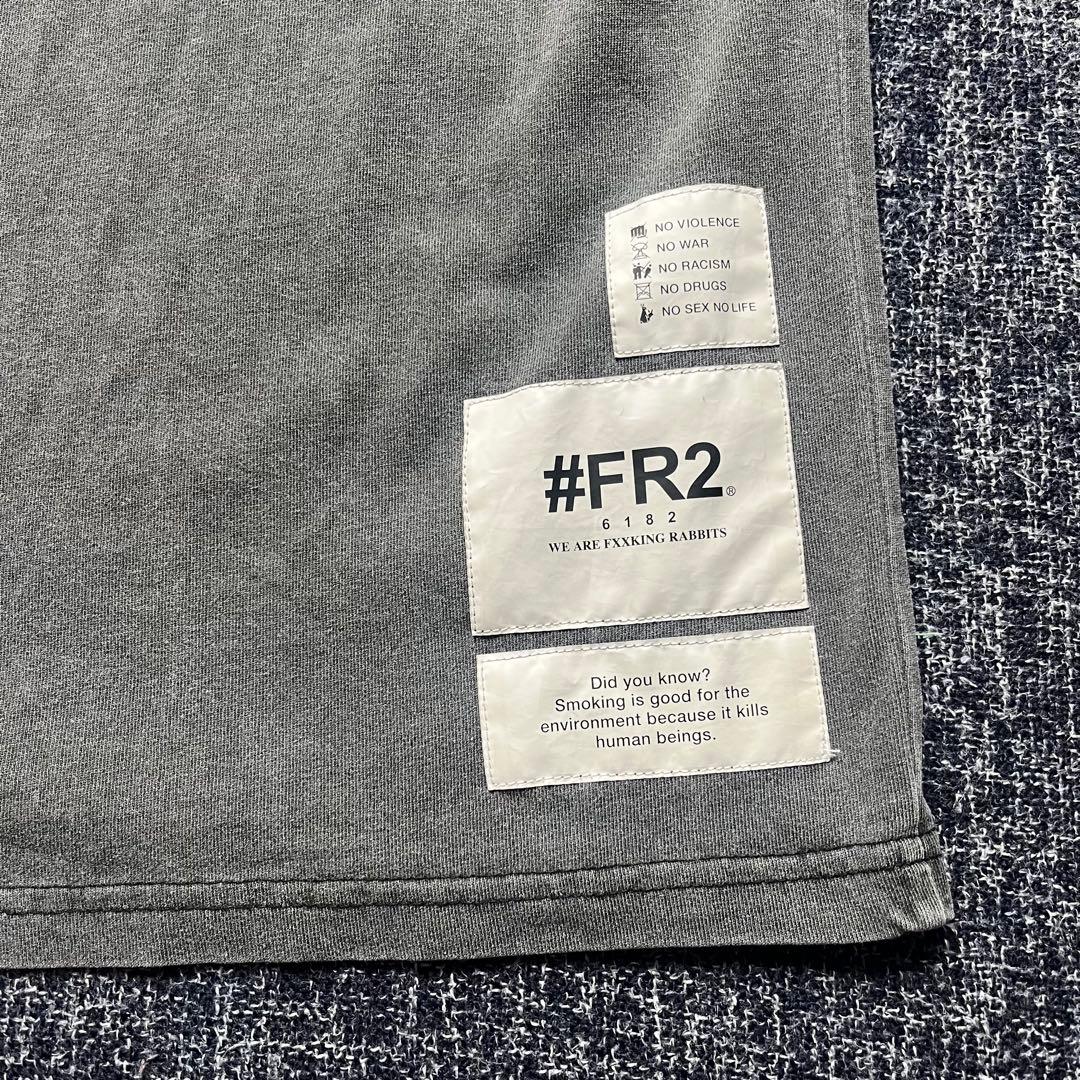 NO VIOLENCE
NO WAR
NO RACISM
NO DRUGS
NO SEX NO LIFE
#FR2®
6182
WE ARE FXXKING RABBITS
Did you know?
Smoking is good for the
environment because it kills
human beings.